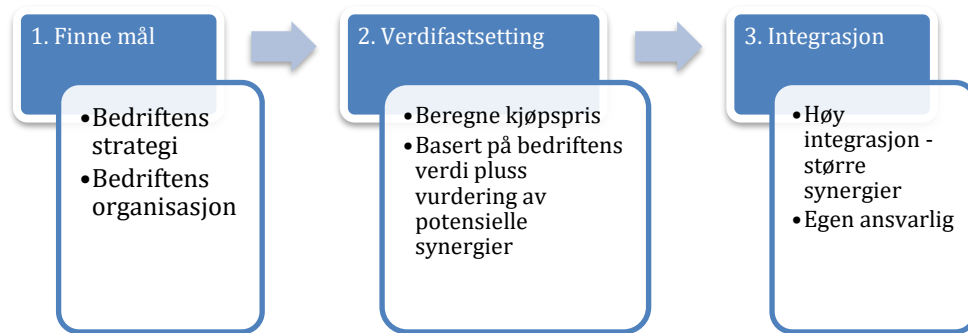 1. Finne mål
•Bedriftens
strategi
•Bedriftens
organisasjon
2. Verdifastsetting
•Beregne kjøpspris
•Basert på bedriftens
verdi pluss
vurdering av
potensielle
synergier
3. Integrasjon
•Høy
integrasjon -
større
synergier
•Egen ansvarlig